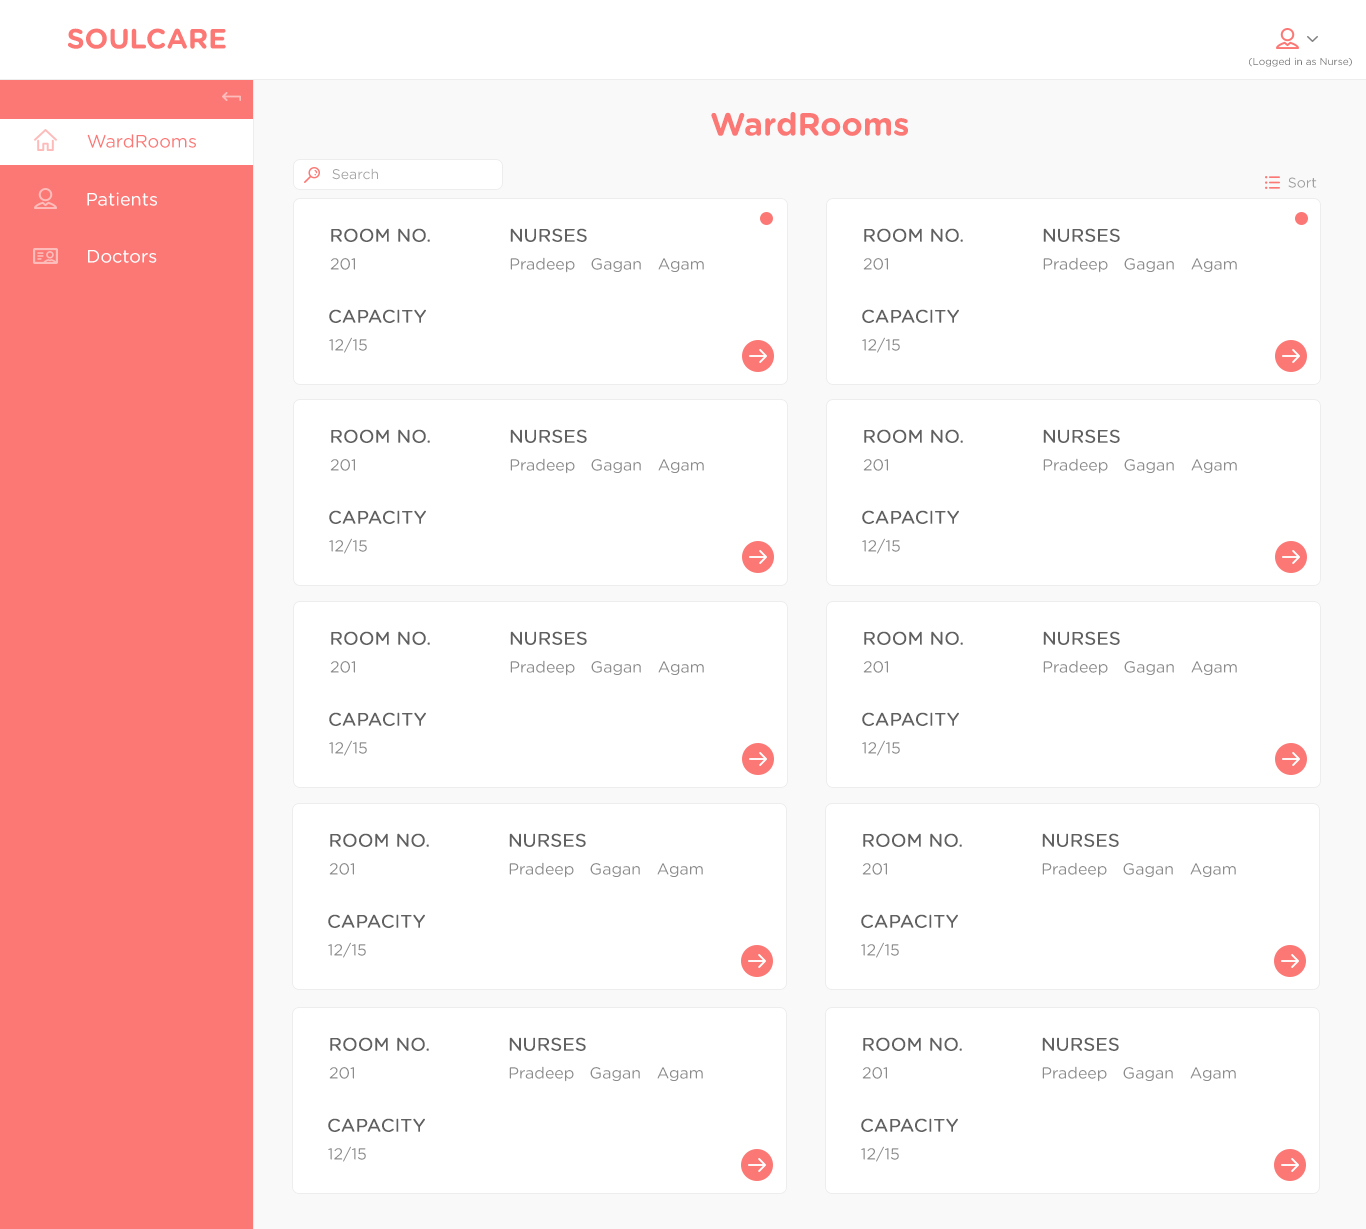 SOULCARE
(Logged in as Nurse)
WardRooms
Patients
Doctors
WardRooms
Search
Sort
ROOM NO. NURSES
201 Pradeep Gagan Agam
CAPACITY
12/15
ROOM NO. NURSES
201 Pradeep Gagan Agam
CAPACITY
12/15
ROOM NO. NURSES
201 Pradeep Gagan Agam
CAPACITY
12/15
ROOM NO. NURSES
201 Pradeep Gagan Agam
CAPACITY
12/15
ROOM NO. NURSES
201 Pradeep Gagan Agam
CAPACITY
12/15
ROOM NO. NURSES
201 Pradeep Gagan Agam
CAPACITY
12/15
ROOM NO. NURSES
201 Pradeep Gagan Agam
CAPACITY
12/15
ROOM NO. NURSES
201 Pradeep Gagan Agam
CAPACITY
12/15
ROOM NO. NURSES
201 Pradeep Gagan Agam
CAPACITY
12/15
ROOM NO. NURSES
201 Pradeep Gagan Agam
CAPACITY
12/15